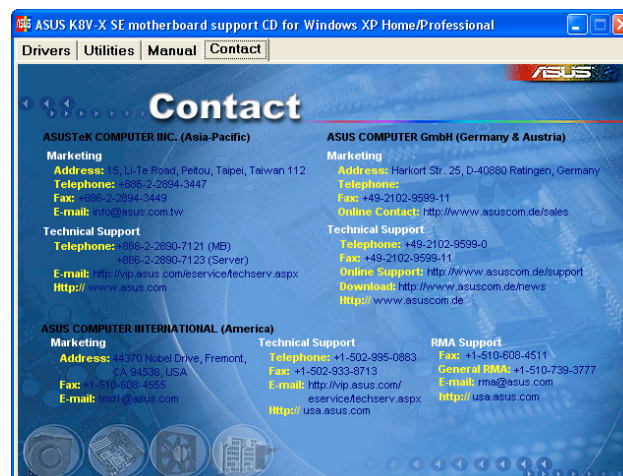 ASUS K8V-X SE motherboard support CD for Windows XP Home/Professional
Drivers Utilities Manual Contact
ASUS
Contact
ASUSTeK COMPUTER INC. (Asia-Pacific)
Marketing
Address: 15, Li-Te Road, Peitou, Taipei, Taiwan 112
Telephone: +886-2-2894-3447
Fax: +886-2-2894-3449
E-mail: info@asus.com.tw
Technical Support
Telephone: +886-2-2890-7121 (MB)
+886-2-2890-7123 (Server)
E-mail: http://vip.asus.com/eservice/techserv.aspx
Http:// www.asus.com
ASUS COMPUTER GmbH (Germany & Austria)
Marketing
Address: Harkort Str. 25, D-40880 Ratingen, Germany
Telephone:
Fax: +49-2102-9599-11
Online Contact: http://www.asuscom.de/sales
Technical Support
Telephone: +49-2102-9599-0
Fax: +49-2102-9599-11
Online Support: http://www.asuscom.de/support
Download: http://www.asuscom.de/news
Http:// www.asuscom.de
ASUS COMPUTER INTERNATIONAL (America)
Marketing
Address: 44370 Nobel Drive, Fremont,
CA 94538, USA
Fax: +1-510-608-4555
E-mail: tmd1@asus.com
Technical Support
Telephone: +1-502-995-0883
Fax: +1-502-933-8713
E-mail: http://vip.asus.com/
eservice/techserv.aspx
Http:// usa.asus.com
RMA Support
Fax: +1-510-608-4511
General RMA: +1-510-739-3777
E-mail: rma@asus.com
http:// usa.asus.com